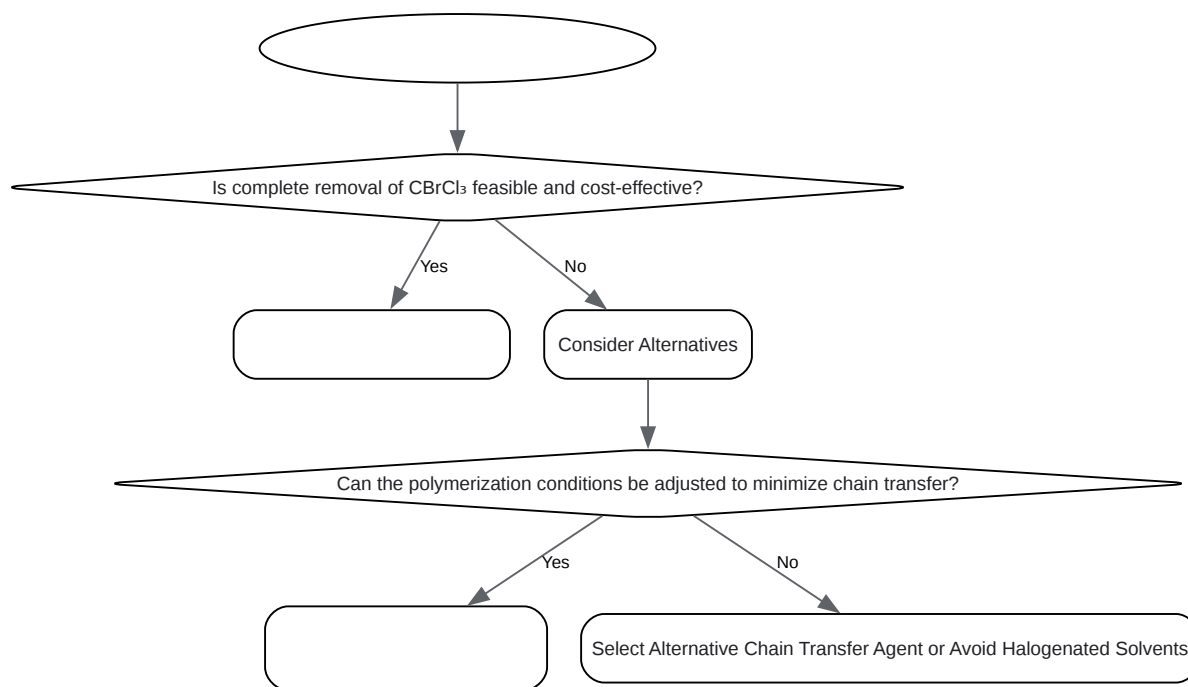 Is complete removal of CBrCl₃ feasible and cost-effective?
Yes
No
Consider Alternatives
Can the polymerization conditions be adjusted to minimize chain transfer?
Yes
No
Select Alternative Chain Transfer Agent or Avoid Halogenated Solvents